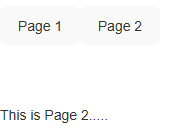 Page 1 Page 2
This is Page 2.....